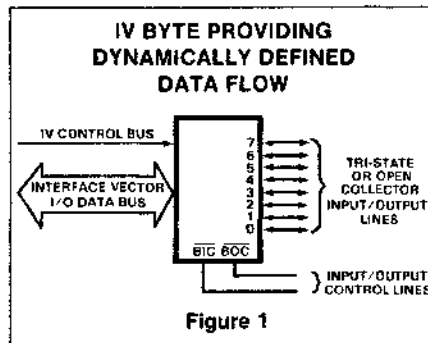 IV BYTE PROVIDING
DYNAMICALLY DEFINED
DATA FLOW
IV CONTROL BUS
INTERFACE VECTOR
I/O DATA BUS
7
6
5
4
3
2
1
0
TRI-STATE
OR OPEN
COLLECTOR
INPUT/OUTPUT
LINES
BIC BOC
INPUT/OUTPUT
CONTROL LINES
Figure 1